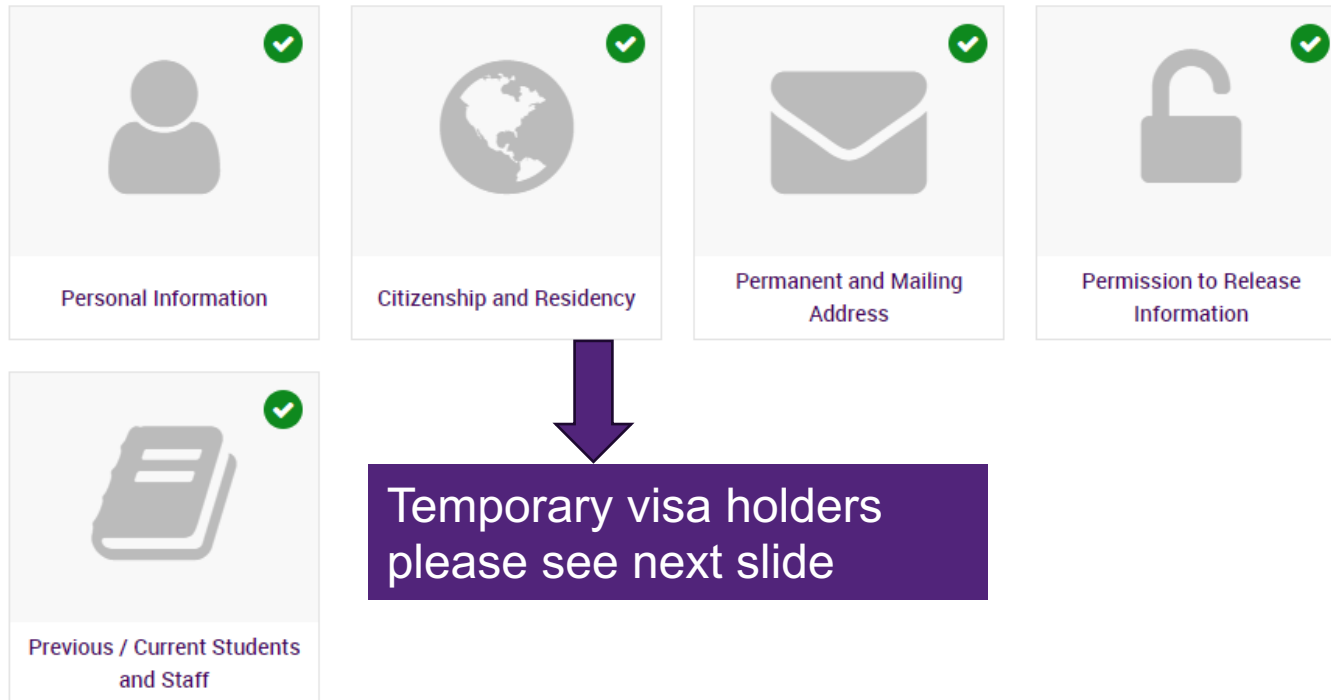 Personal Information
Citizenship and Residency
Permanent and Mailing
Address
Permission to Release
Information
Temporary visa holders
please see next slide
Previous / Current Students
and Staff